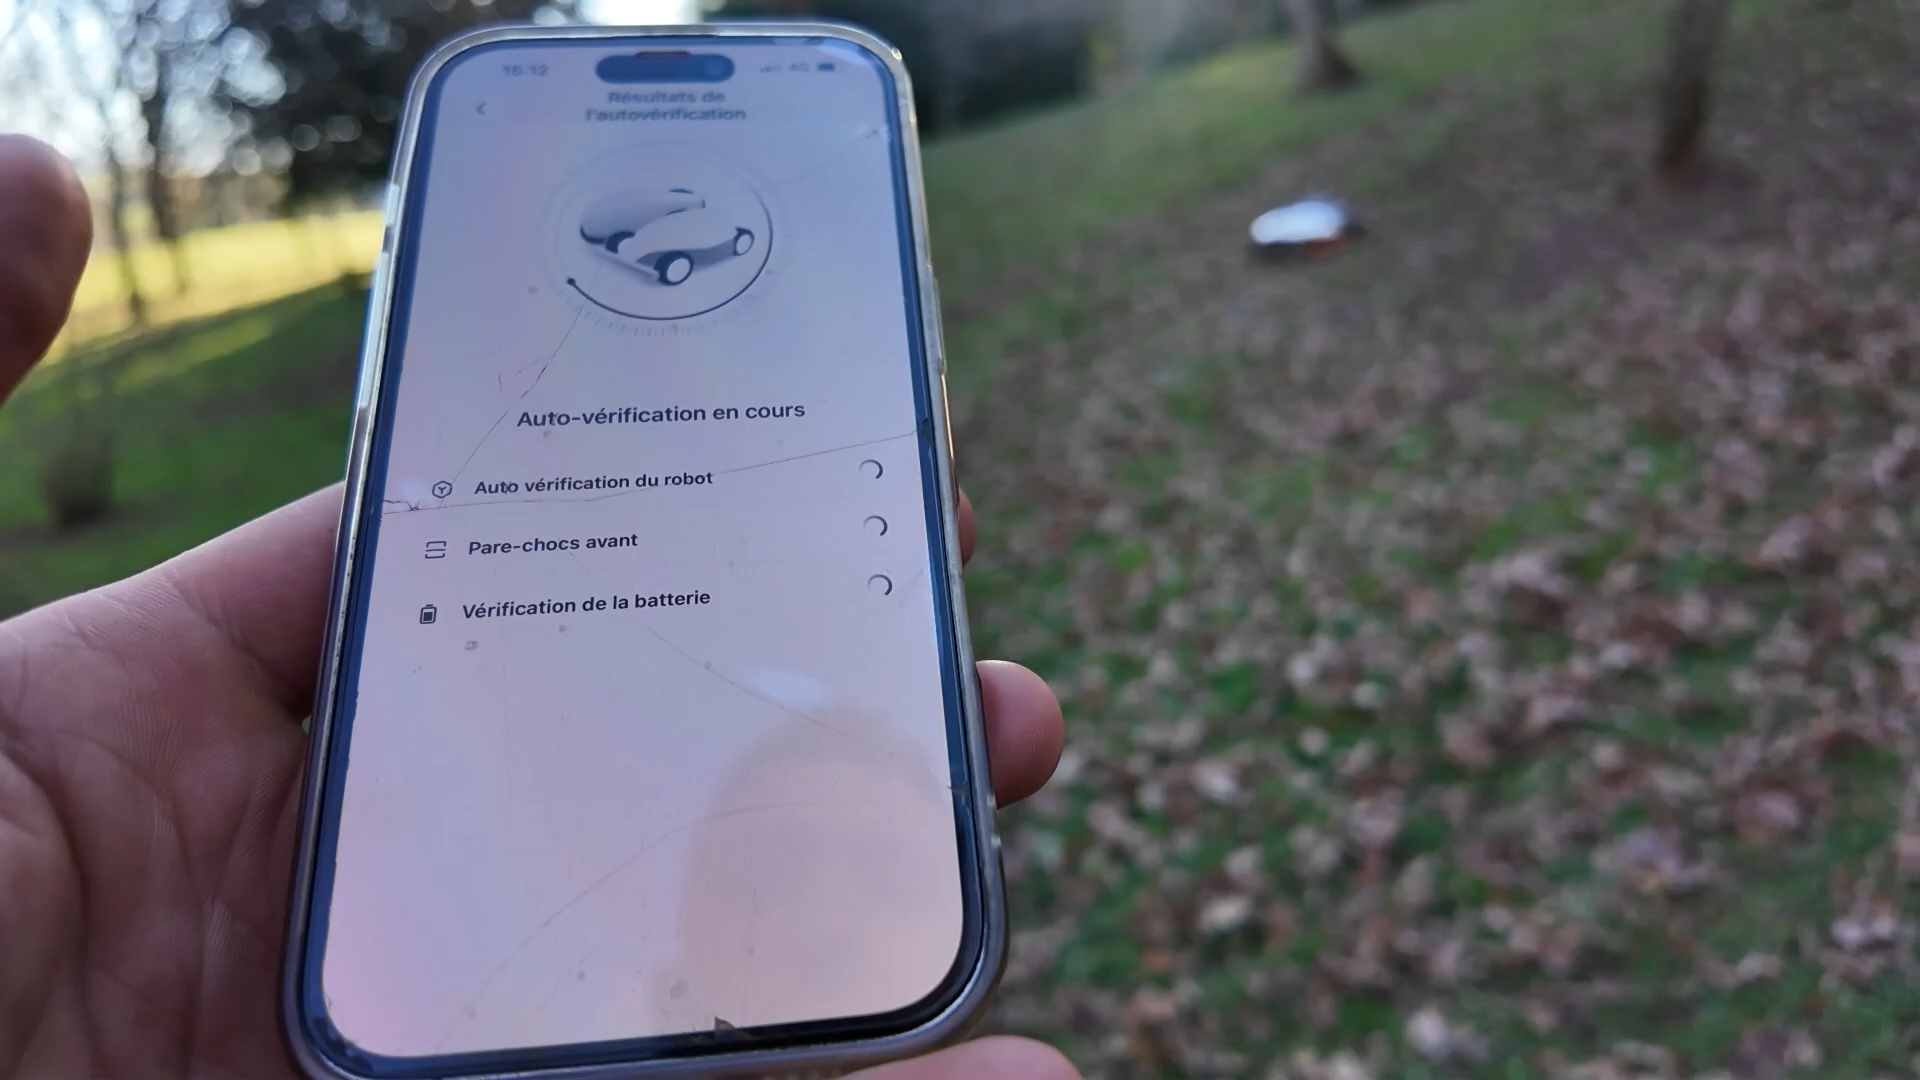 15:12
4G
Résultats de
l'autovérification
Auto-vérification en cours
Auto vérification du robot
Pare-chocs avant
Vérification de la batterie